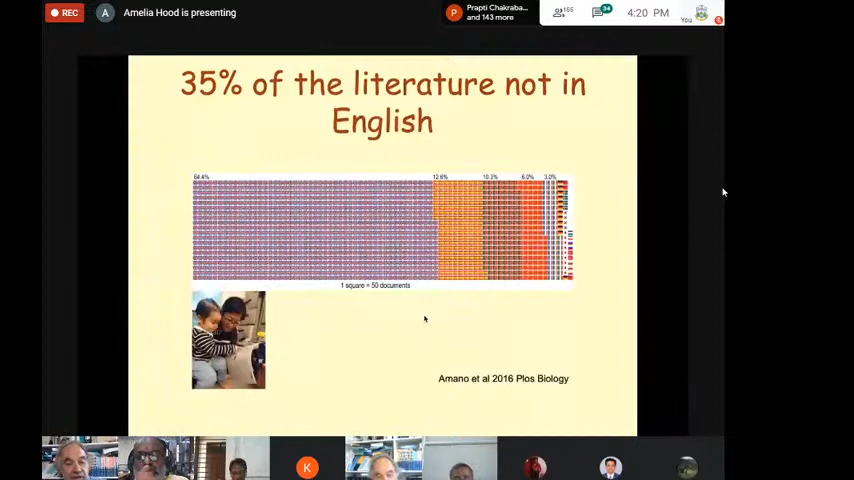 REC
A
Amelia Hood is presenting
P
Prapti Chakraba...
and 143 more
34
4:20 PM
You
35% of the literature not in
English
64.4%
12.6%
10.3%
6.0%
3.0%
1 square = 50 documents
Amano et al 2016 Plos Biology
K